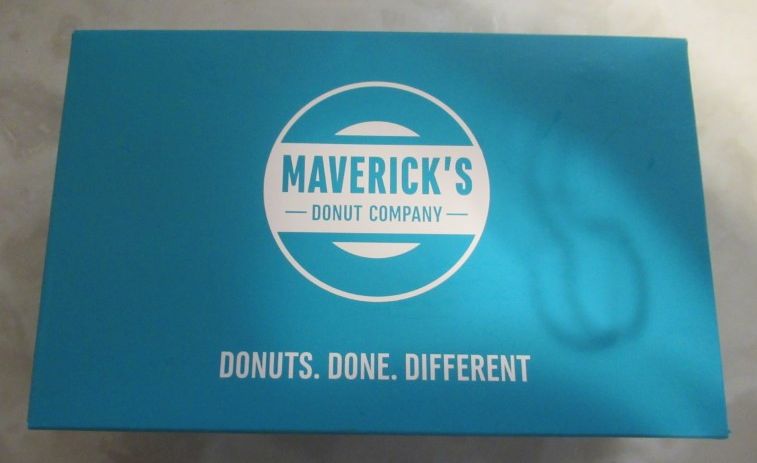 MAVERICK'S
DONUT COMPANY
DONUTS. DONE. DIFFERENT